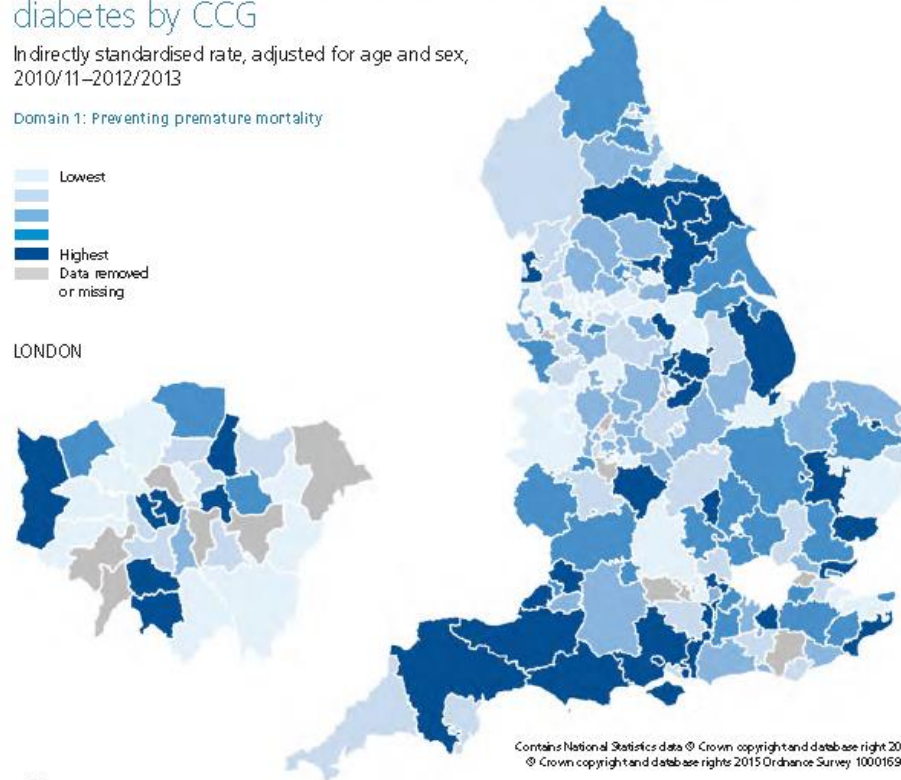 diabetes by CCG
Indirectly standardised rate, adjusted for age and sex,
2010/11–2012/2013
Domain 1: Preventing premature mortality
Lowest
Highest
Data removed
or missing
LONDON
Contains National Statistics data © Crown copyright and database right 20
© Crown copyright and database rights 2015 Ordnance Survey 1000169